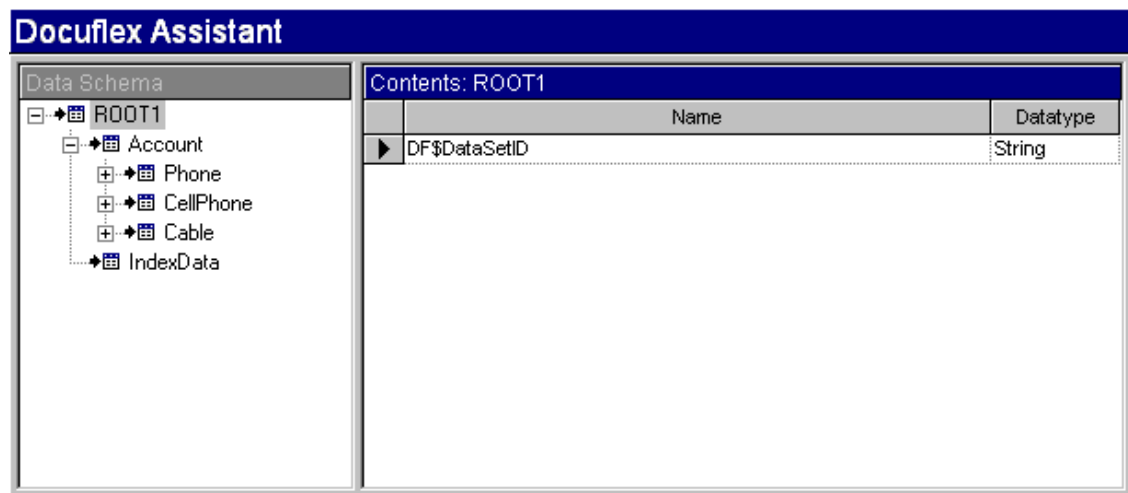 Docuflex Assistant
Data Schema
ROOT1
Account
Phone
CellPhone
Cable
IndexData
Contents: ROOT1
Name Datatype
DF$DataSetID String